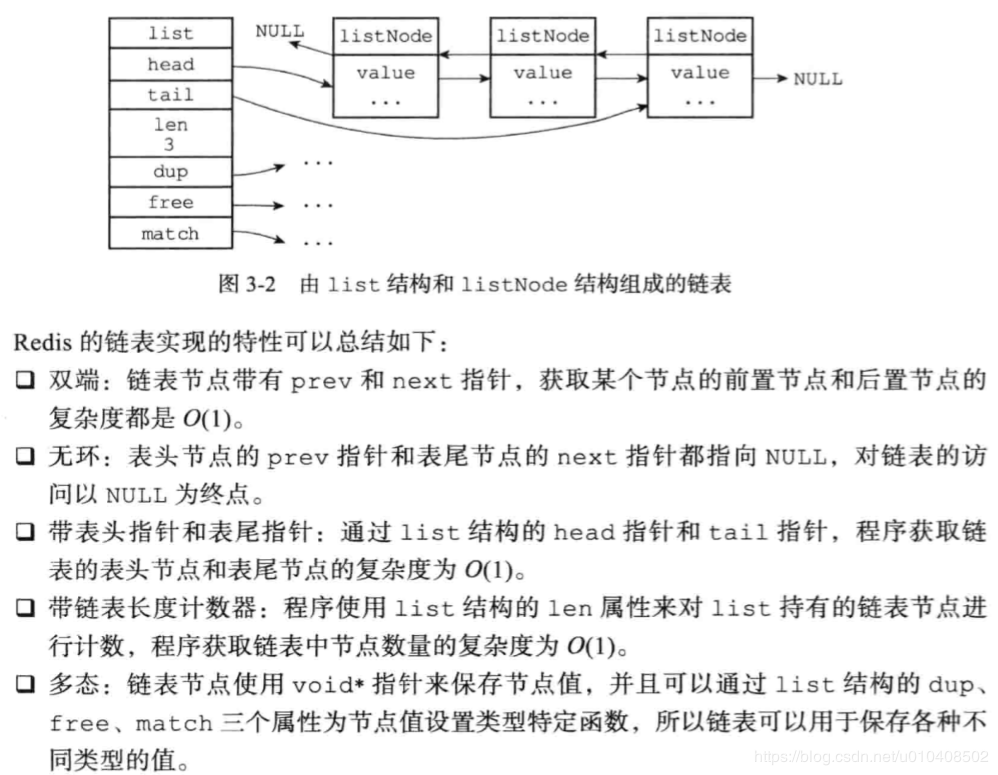 list
head
tail
len
3
dup
free
match
NULL
listNode
listNode
listNode
value
value
value
NULL
...
...
...
...
...
...
图 3-2 由 list 结构和 listNode 结构组成的链表
Redis 的链表实现的特性可以总结如下：
❑ 双端：链表节点带有 prev 和 next 指针，获取某个节点的前置节点和后置节点的
复杂度都是 O(1)。
❑ 无环：表头节点的 prev 指针和表尾节点的 next 指针都指向 NULL，对链表的访
问以 NULL 为终点。
❑ 带表头指针和表尾指针：通过 list 结构的 head 指针和 tail 指针，程序获取链
表的表头节点和表尾节点的复杂度为 O(1)。
❑ 带链表长度计数器：程序使用 list 结构的 len 属性来对 list 持有的链表节点进
行计数，程序获取链表中节点数量的复杂度为 O(1)。
❑ 多态：链表节点使用 void* 指针来保存节点值，并且可以通过 list 结构的 dup、
free、match 三个属性为节点值设置类型特定函数，所以链表可以用于保存各种不
同类型的值。
https://blog.csdn.net/u010408502